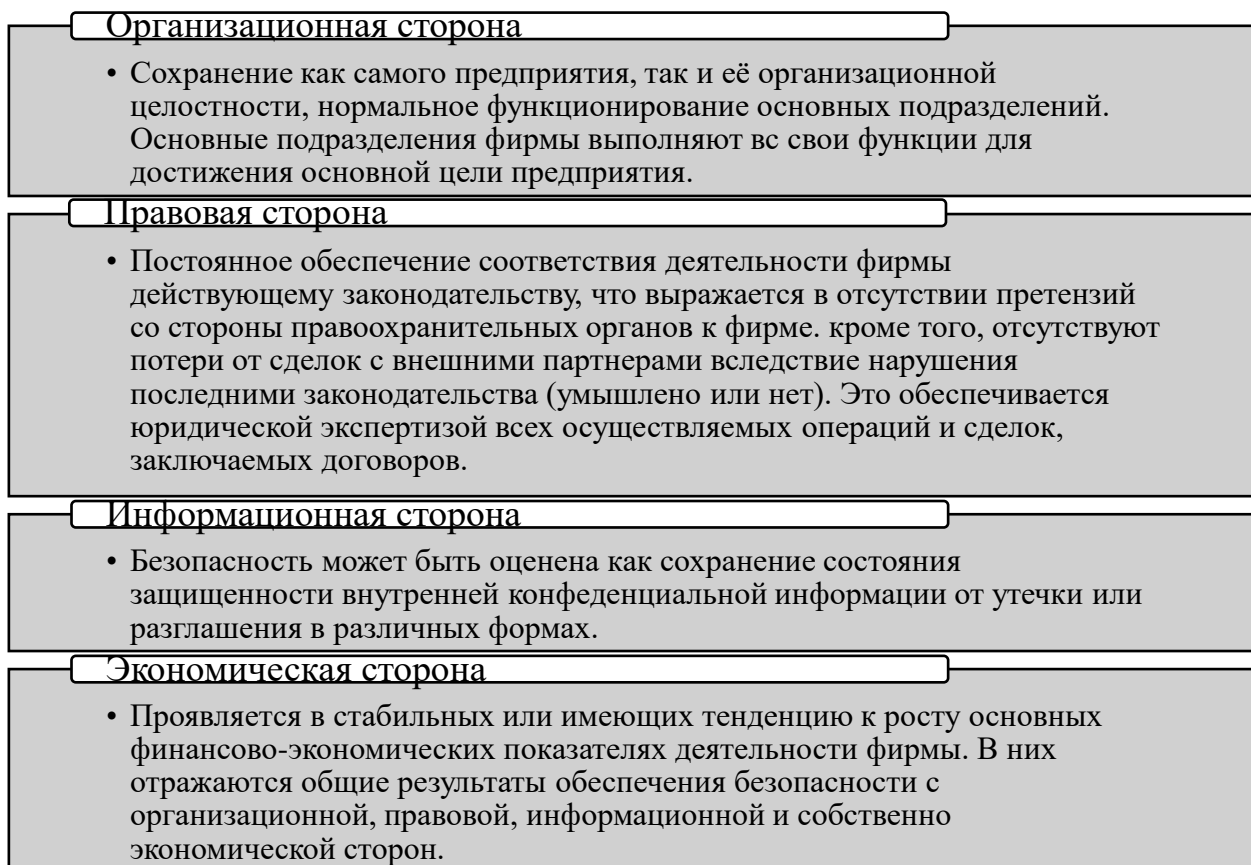 Организационная сторона
• Сохранение как самого предприятия, так и её организационной
целостности, нормальное функционирование основных подразделений.
Основные подразделения фирмы выполняют вс свои функции для
достижения основной цели предприятия.
Правовая сторона
• Постоянное обеспечение соответствия деятельности фирмы
действующему законодательству, что выражается в отсутствии претензий
со стороны правоохранительных органов к фирме. кроме того, отсутствуют
потери от сделок с внешними партнерами вследствие нарушения
последними законодательства (умышлено или нет). Это обеспечивается
юридической экспертизой всех осуществляемых операций и сделок,
заключаемых договоров.
Информационная сторона
• Безопасность может быть оценена как сохранение состояния
защищенности внутренней конфеденциальной информации от утечки или
разглашения в различных формах.
Экономическая сторона
• Проявляется в стабильных или имеющих тенденцию к росту основных
финансово-экономических показателях деятельности фирмы. В них
отражаются общие результаты обеспечения безопасности с
организационной, правовой, информационной и собственно
экономической сторон.